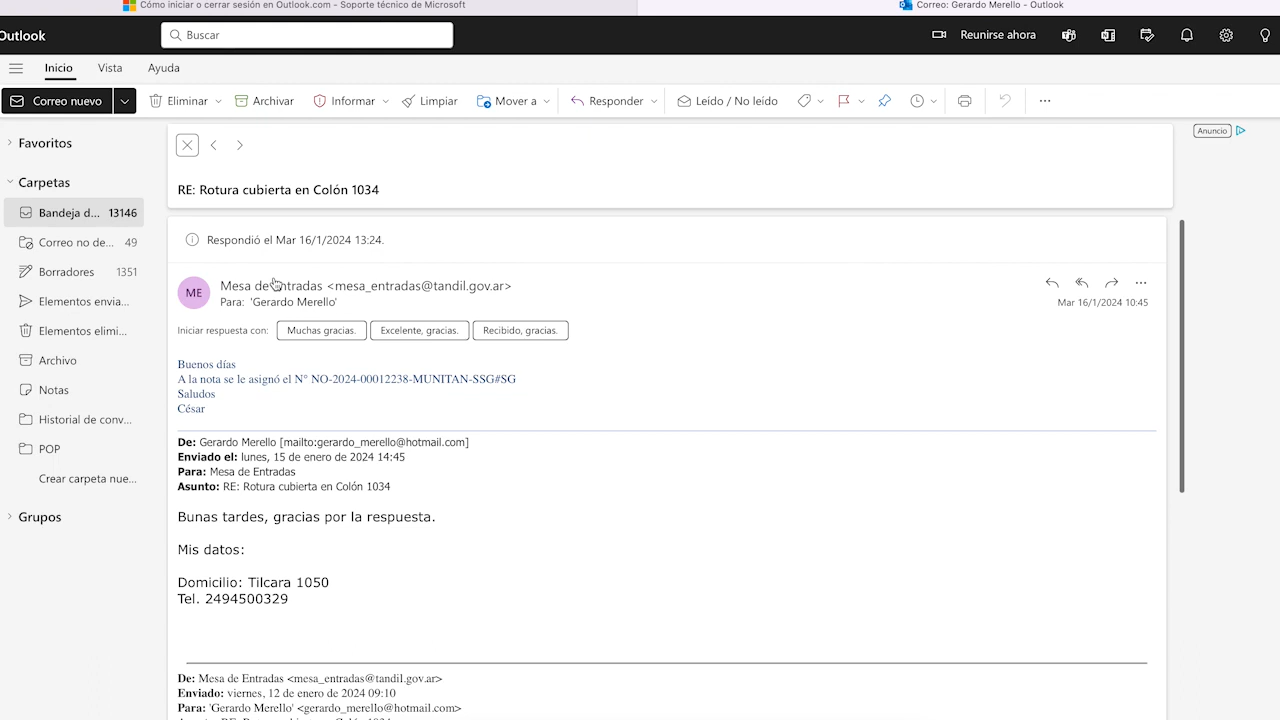 Cómo iniciar o cerrar sesión en Outlook.com - Soporte técnico de Microsoft
Correo: Gerardo Merello - Outlook
Outlook
Buscar
Reunirse ahora
Inicio
Vista
Ayuda
Correo nuevo
Eliminar
Archivar
Informar
Limpiar
Mover a
Responder
Leído / No leído
Favoritos
Carpetas
Bandeja d... 13146
Correo no de... 49
Borradores 1351
Elementos envia...
Elementos elimi...
Archivo
Notas
Historial de conv...
POP
Crear carpeta nue...
Grupos
Anuncio
RE: Rotura cubierta en Colón 1034
Respondió el Mar 16/1/2024 13:24.
ME
Mesa de Entradas <mesa_entradas@tandil.gov.ar>
Para: 'Gerardo Merello'
Mar 16/1/2024 10:45
Iniciar respuesta con: Muchas gracias. Excelente, gracias. Recibido, gracias.
Buenos días
A la nota se le asignó el N° NO-2024-00012238-MUNITAN-SSG#SG
Saludos
César
De: Gerardo Merello [mailto:gerardo_merello@hotmail.com]
Enviado el: lunes, 15 de enero de 2024 14:45
Para: Mesa de Entradas
Asunto: RE: Rotura cubierta en Colón 1034
Bunas tardes, gracias por la respuesta.
Mis datos:
Domicilio: Tilcara 1050
Tel. 2494500329
De: Mesa de Entradas <mesa_entradas@tandil.gov.ar>
Enviado: viernes, 12 de enero de 2024 09:10
Para: 'Gerardo Merello' <gerardo_merello@hotmail.com>